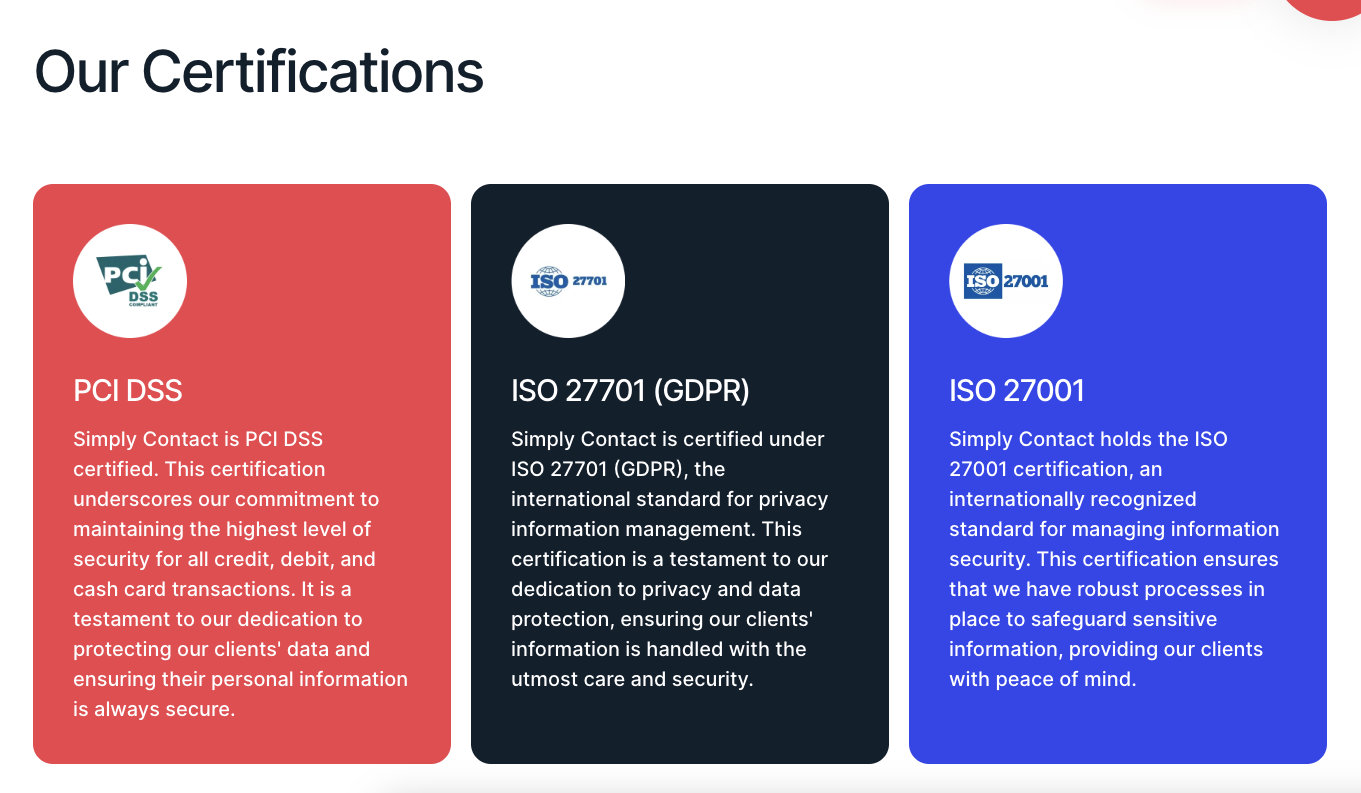 Our Certifications
PCI
DSS
COMPLIANT
PCI DSS
Simply Contact is PCI DSS
certified. This certification
underscores our commitment to
maintaining the highest level of
security for all credit, debit, and
cash card transactions. It is a
testament to our dedication to
protecting our clients' data and
ensuring their personal information
is always secure.
ISO 27701
ISO 27701 (GDPR)
Simply Contact is certified under
ISO 27701 (GDPR), the
international standard for privacy
information management. This
certification is a testament to our
dedication to privacy and data
protection, ensuring our clients'
information is handled with the
utmost care and security.
ISO 27001
ISO 27001
Simply Contact holds the ISO
27001 certification, an
internationally recognized
standard for managing information
security. This certification ensures
that we have robust processes in
place to safeguard sensitive
information, providing our clients
with peace of mind.